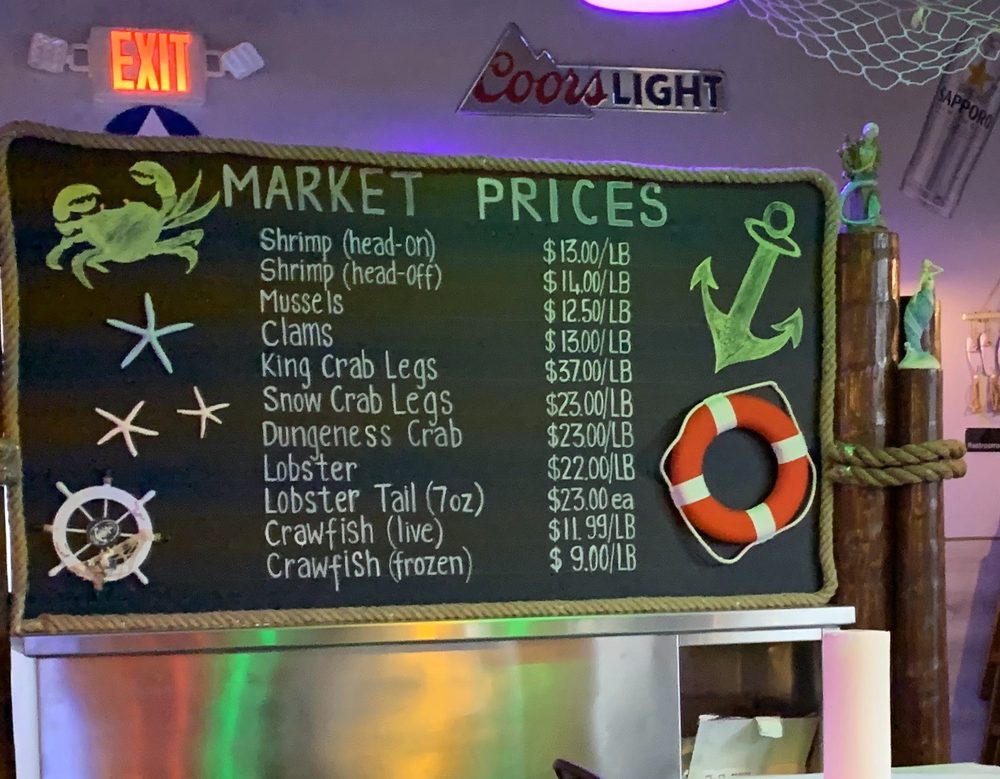 EXIT
Coors LIGHT
SAPPORO
MARKET PRICES
Shrimp (head-on) $13.00/LB
Shrimp (head-off) $14.00/LB
Mussels $12.50/LB
Clams $13.00/LB
King Crab Legs $37.00/LB
Snow Crab Legs $23.00/LB
Dungeness Crab $23.00/LB
Lobster $22.00/LB
Lobster Tail (7oz) $23.00 ea
Crawfish (live) $11.99/LB
Crawfish (frozen) $9.00/LB
Restrooms